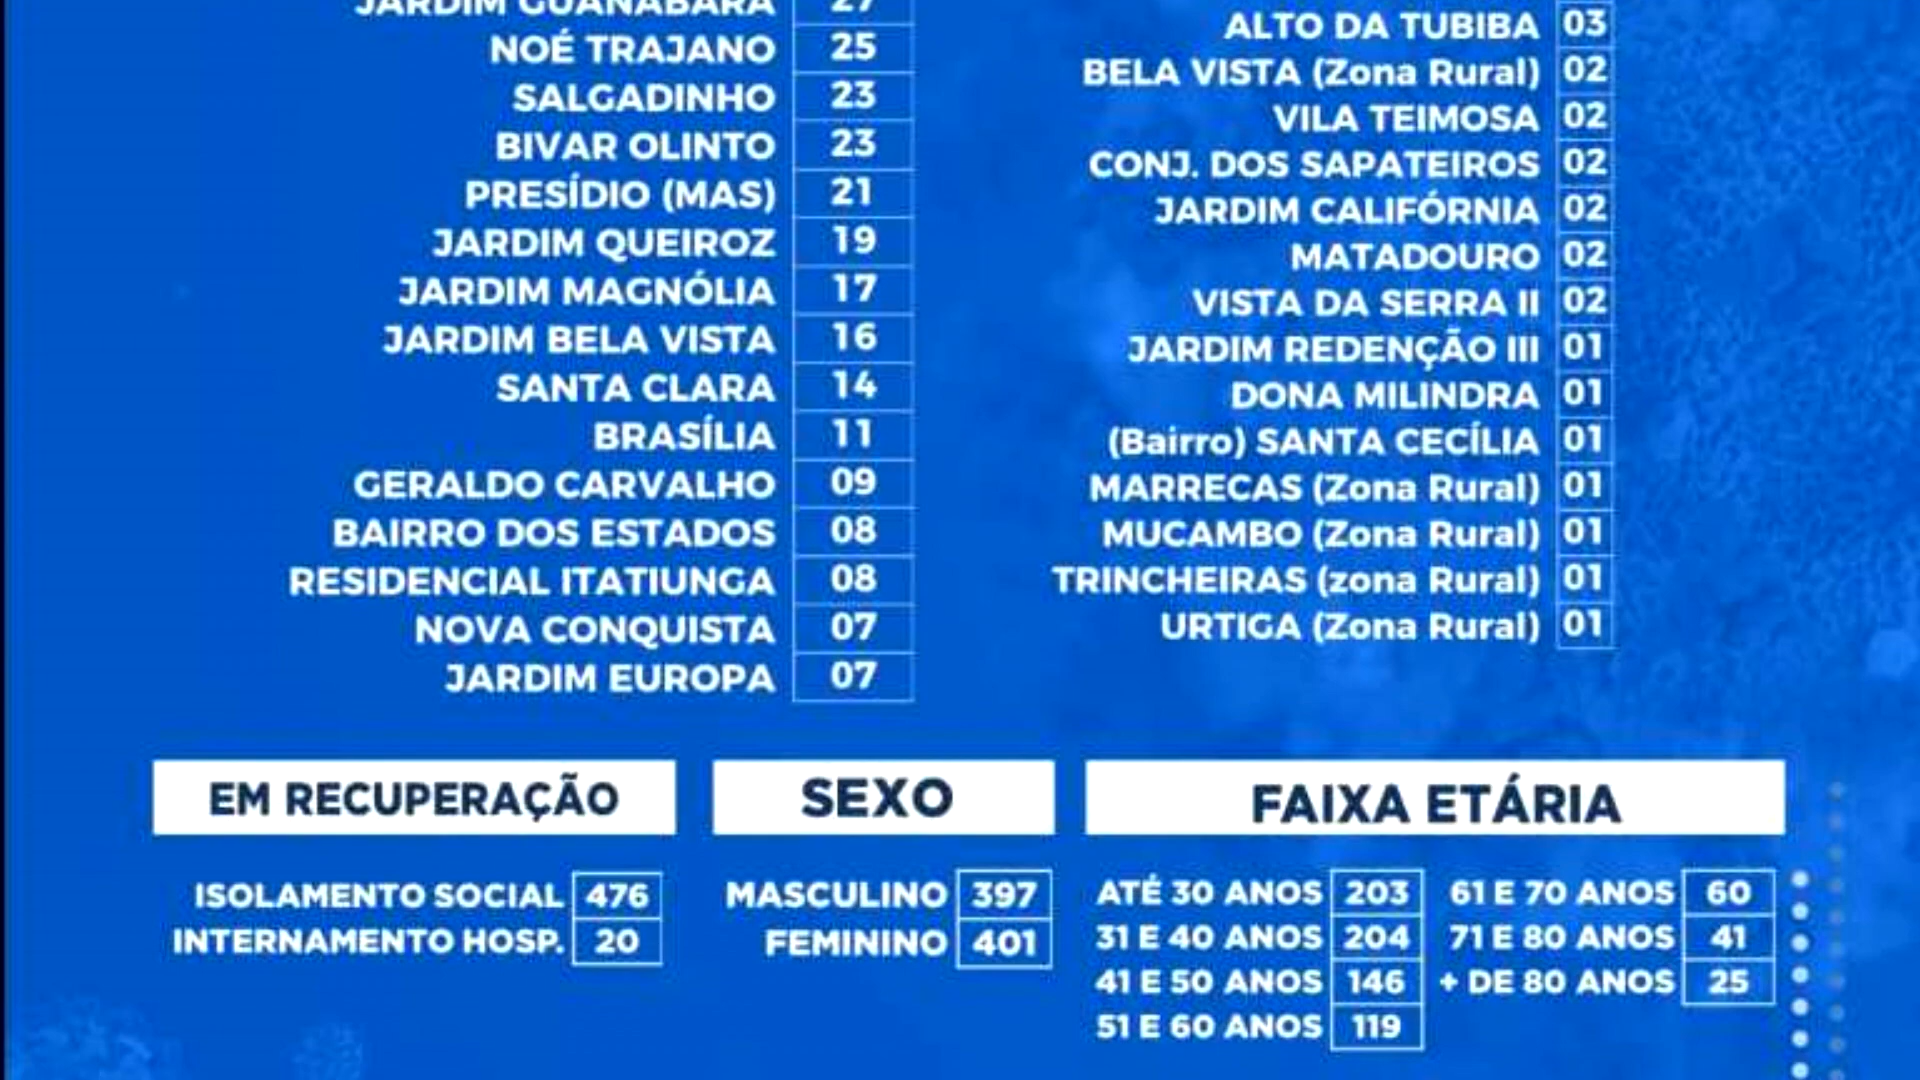 JARDIM GUANABARA 27
NOÉ TRAJANO 25
SALGADINHO 23
BIVAR OLINTO 23
PRESÍDIO (MAS) 21
JARDIM QUEIROZ 19
JARDIM MAGNÓLIA 17
JARDIM BELA VISTA 16
SANTA CLARA 14
BRASÍLIA 11
GERALDO CARVALHO 09
BAIRRO DOS ESTADOS 08
RESIDENCIAL ITATIUNGA 08
NOVA CONQUISTA 07
JARDIM EUROPA 07
ALTO DA TUBIBA 03
BELA VISTA (Zona Rural) 02
VILA TEIMOSA 02
CONJ. DOS SAPATEIROS 02
JARDIM CALIFÓRNIA 02
MATADOURO 02
VISTA DA SERRA II 02
JARDIM REDENÇÃO III 01
DONA MILINDRA 01
(Bairro) SANTA CECÍLIA 01
MARRECAS (Zona Rural) 01
MUCAMBO (Zona Rural) 01
TRINCHEIRAS (zona Rural) 01
URTIGA (Zona Rural) 01
EM RECUPERAÇÃO
ISOLAMENTO SOCIAL 476
INTERNAMENTO HOSP. 20
SEXO
MASCULINO 397
FEMININO 401
FAIXA ETÁRIA
ATÉ 30 ANOS 203
31 E 40 ANOS 204
41 E 50 ANOS 146
51 E 60 ANOS 119
61 E 70 ANOS 60
71 E 80 ANOS 41
+ DE 80 ANOS 25